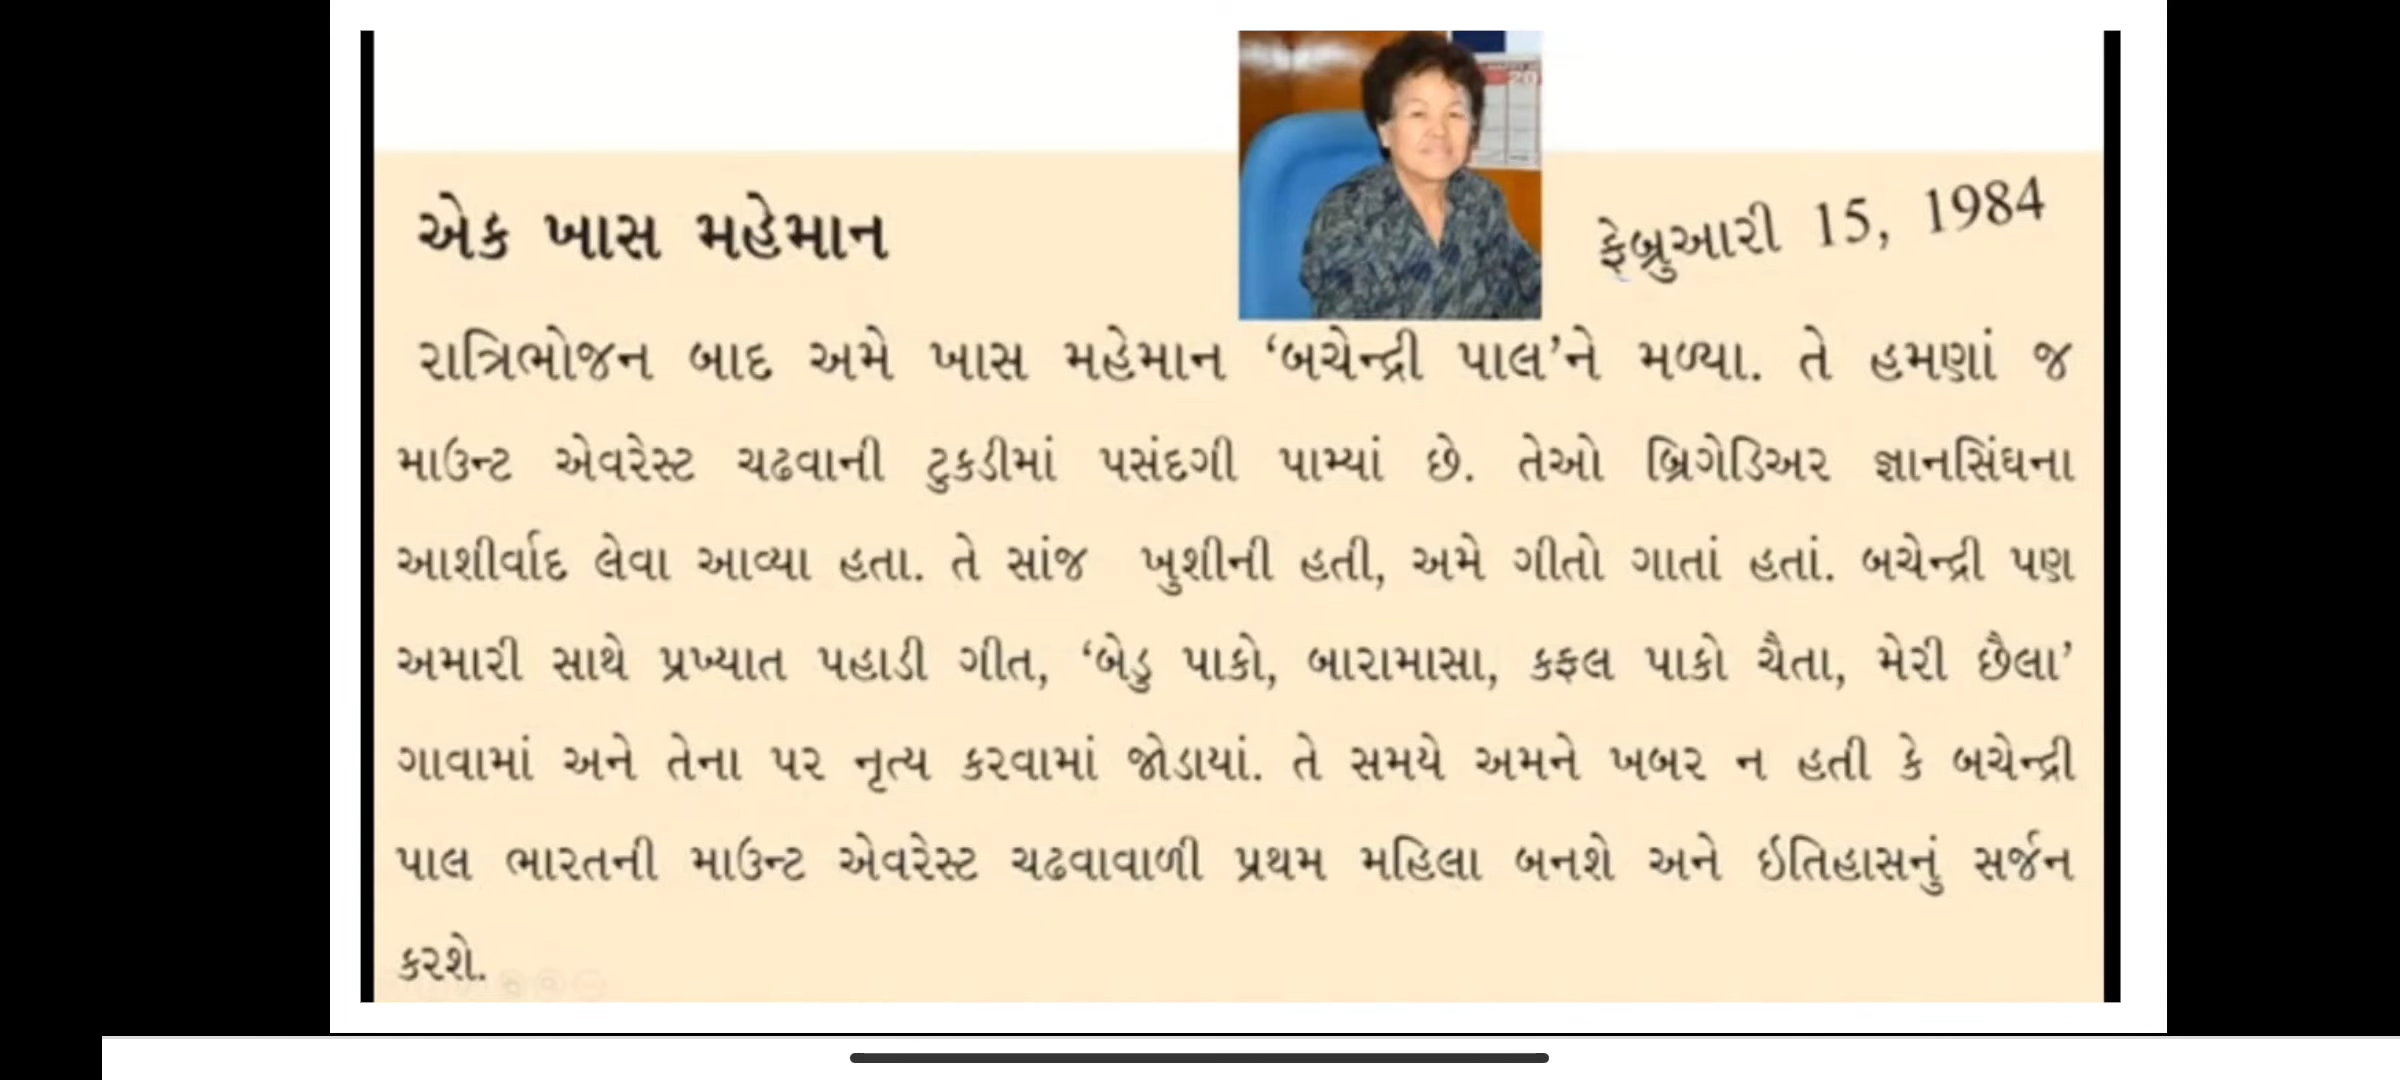 એક ખાસ મહેમાન
ફેબ્રુઆરી 15, 1984
રાત્રિભોજન બાદ અમે ખાસ મહેમાન ‘બચેન્દ્રી પાલ’ને મળ્યા. તે હમણાં જ
માઉન્ટ એવરેસ્ટ ચઢવાની ટુકડીમાં પસંદગી પામ્યાં છે. તેઓ બ્રિગેડિઅર જ્ઞાનસિંઘના
આશીર્વાદ લેવા આવ્યા હતા. તે સાંજ ખુશીની હતી, અમે ગીતો ગાતાં હતાં. બચેન્દ્રી પણ
અમારી સાથે પ્રખ્યાત પહાડી ગીત, ‘બેડુ પાકો, બારામાસા, કફલ પાકો ચૈતા, મેરી છૈલા’
ગાવામાં અને તેના પર નૃત્ય કરવામાં જોડાયાં. તે સમયે અમને ખબર ન હતી કે બચેન્દ્રી
પાલ ભારતની માઉન્ટ એવરેસ્ટ ચઢવાવાળી પ્રથમ મહિલા બનશે અને ઇતિહાસનું સર્જન
કરશે.